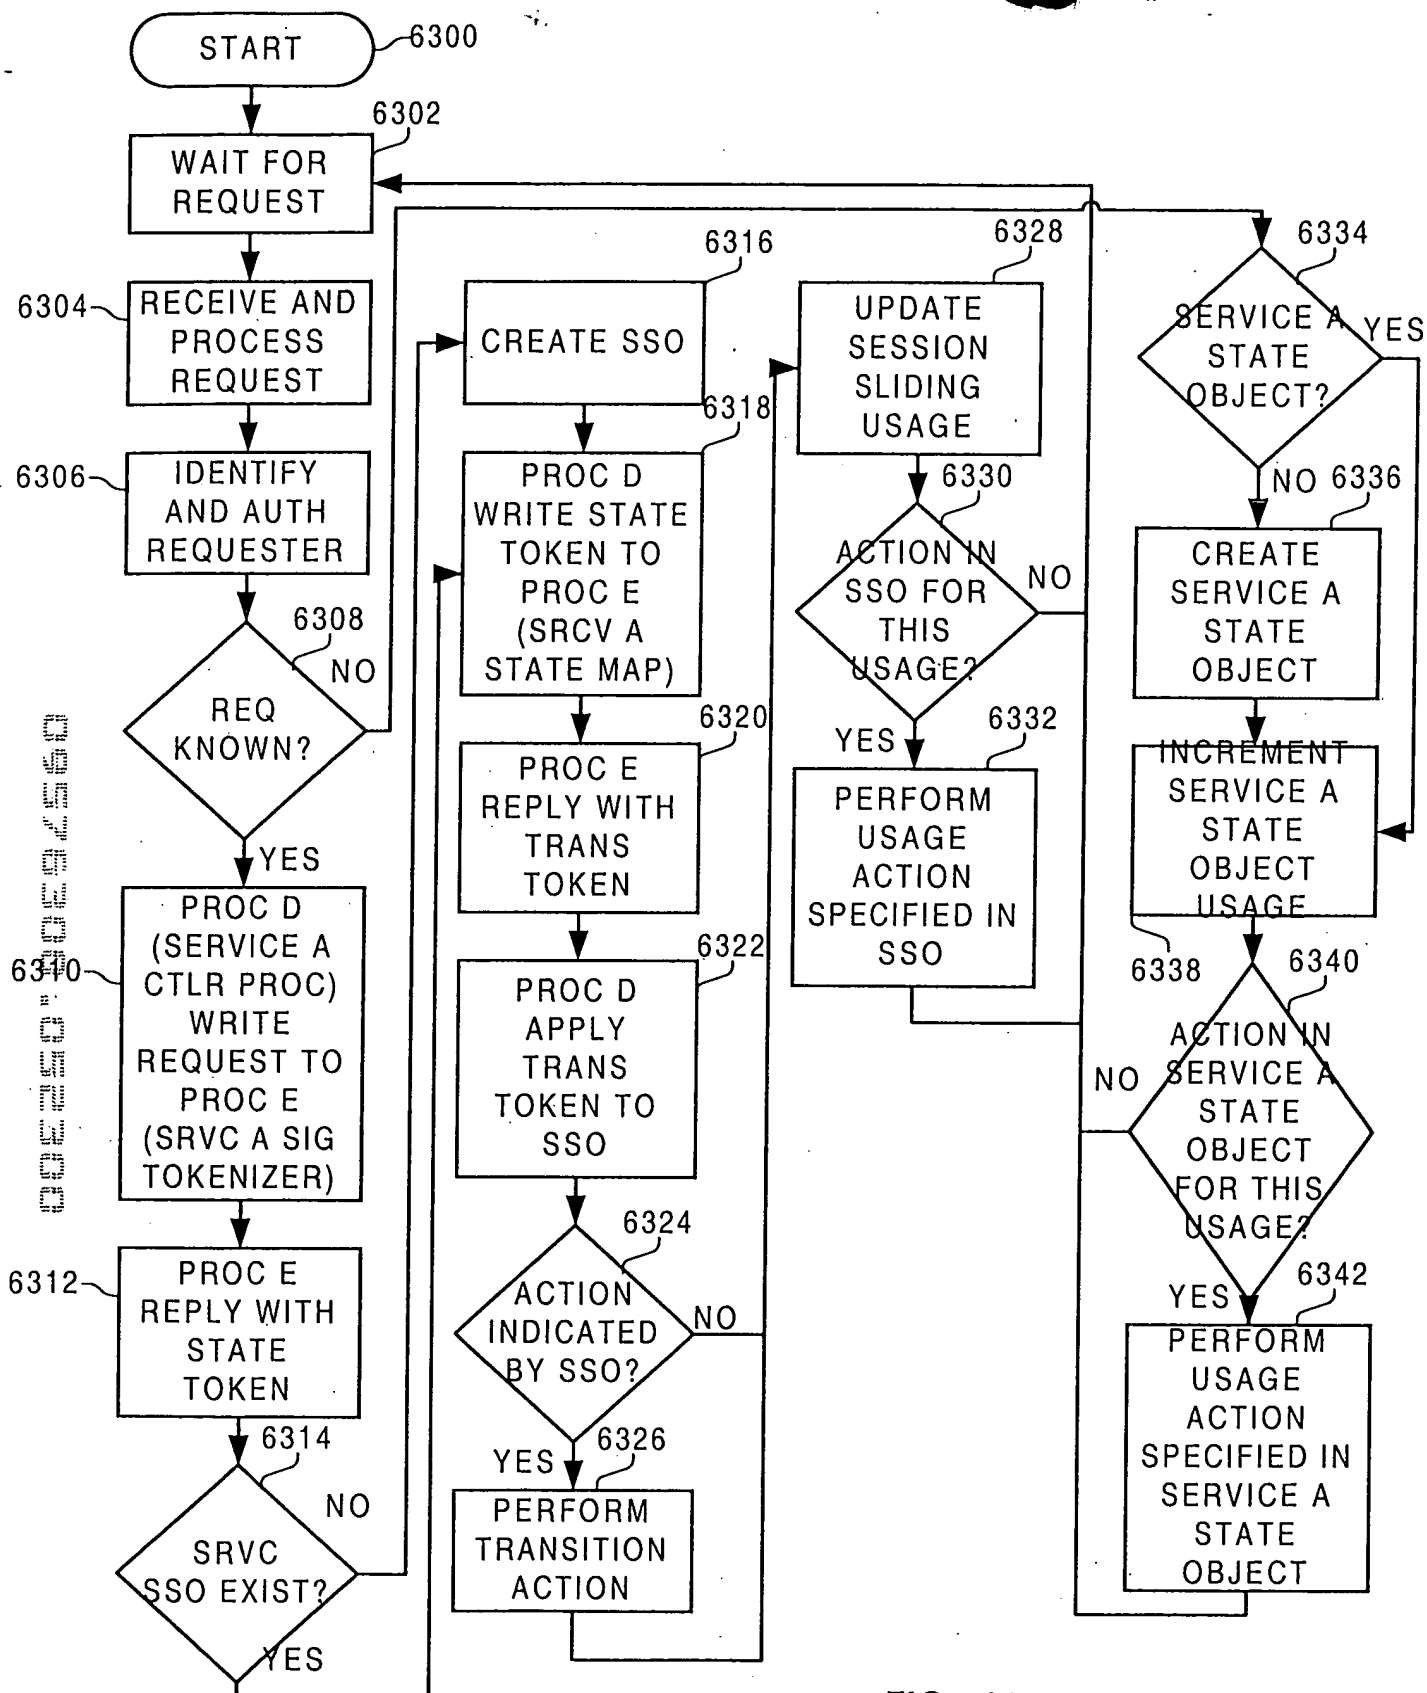 START
6300
6302
WAIT FOR
REQUEST
6304
RECEIVE AND
PROCESS
REQUEST
6306
IDENTIFY
AND AUTH
REQUESTER
6308
NO
REQ
KNOWN?
YES
6310
PROC D
(SERVICE A
CTLR PROC)
WRITE
REQUEST TO
PROC E
(SRVC A SIG
TOKENIZER)
6312
PROC E
REPLY WITH
STATE
TOKEN
6314
NO
SRVC
SSO EXIST?
YES
6316
CREATE SSO
6318
PROC D
WRITE STATE
TOKEN TO
PROC E
(SRCV A
STATE MAP)
6320
PROC E
REPLY WITH
TRANS
TOKEN
6322
PROC D
APPLY
TRANS
TOKEN TO
SSO
6324
ACTION
INDICATED
BY SSO?
NO
YES
6326
PERFORM
TRANSITION
ACTION
6328
UPDATE
SESSION
SLIDING
USAGE
6330
ACTION IN
SSO FOR
THIS
USAGE?
NO
YES
6332
PERFORM
USAGE
ACTION
SPECIFIED IN
SSO
6334
SERVICE A
STATE
OBJECT?
YES
NO
6336
CREATE
SERVICE A
STATE
OBJECT
INCREMENT
SERVICE A
STATE
OBJECT
USAGE
6338
6340
ACTION IN
SERVICE A
STATE
OBJECT
FOR THIS
USAGE?
NO
YES
6342
PERFORM
USAGE
ACTION
SPECIFIED IN
SERVICE A
STATE
OBJECT